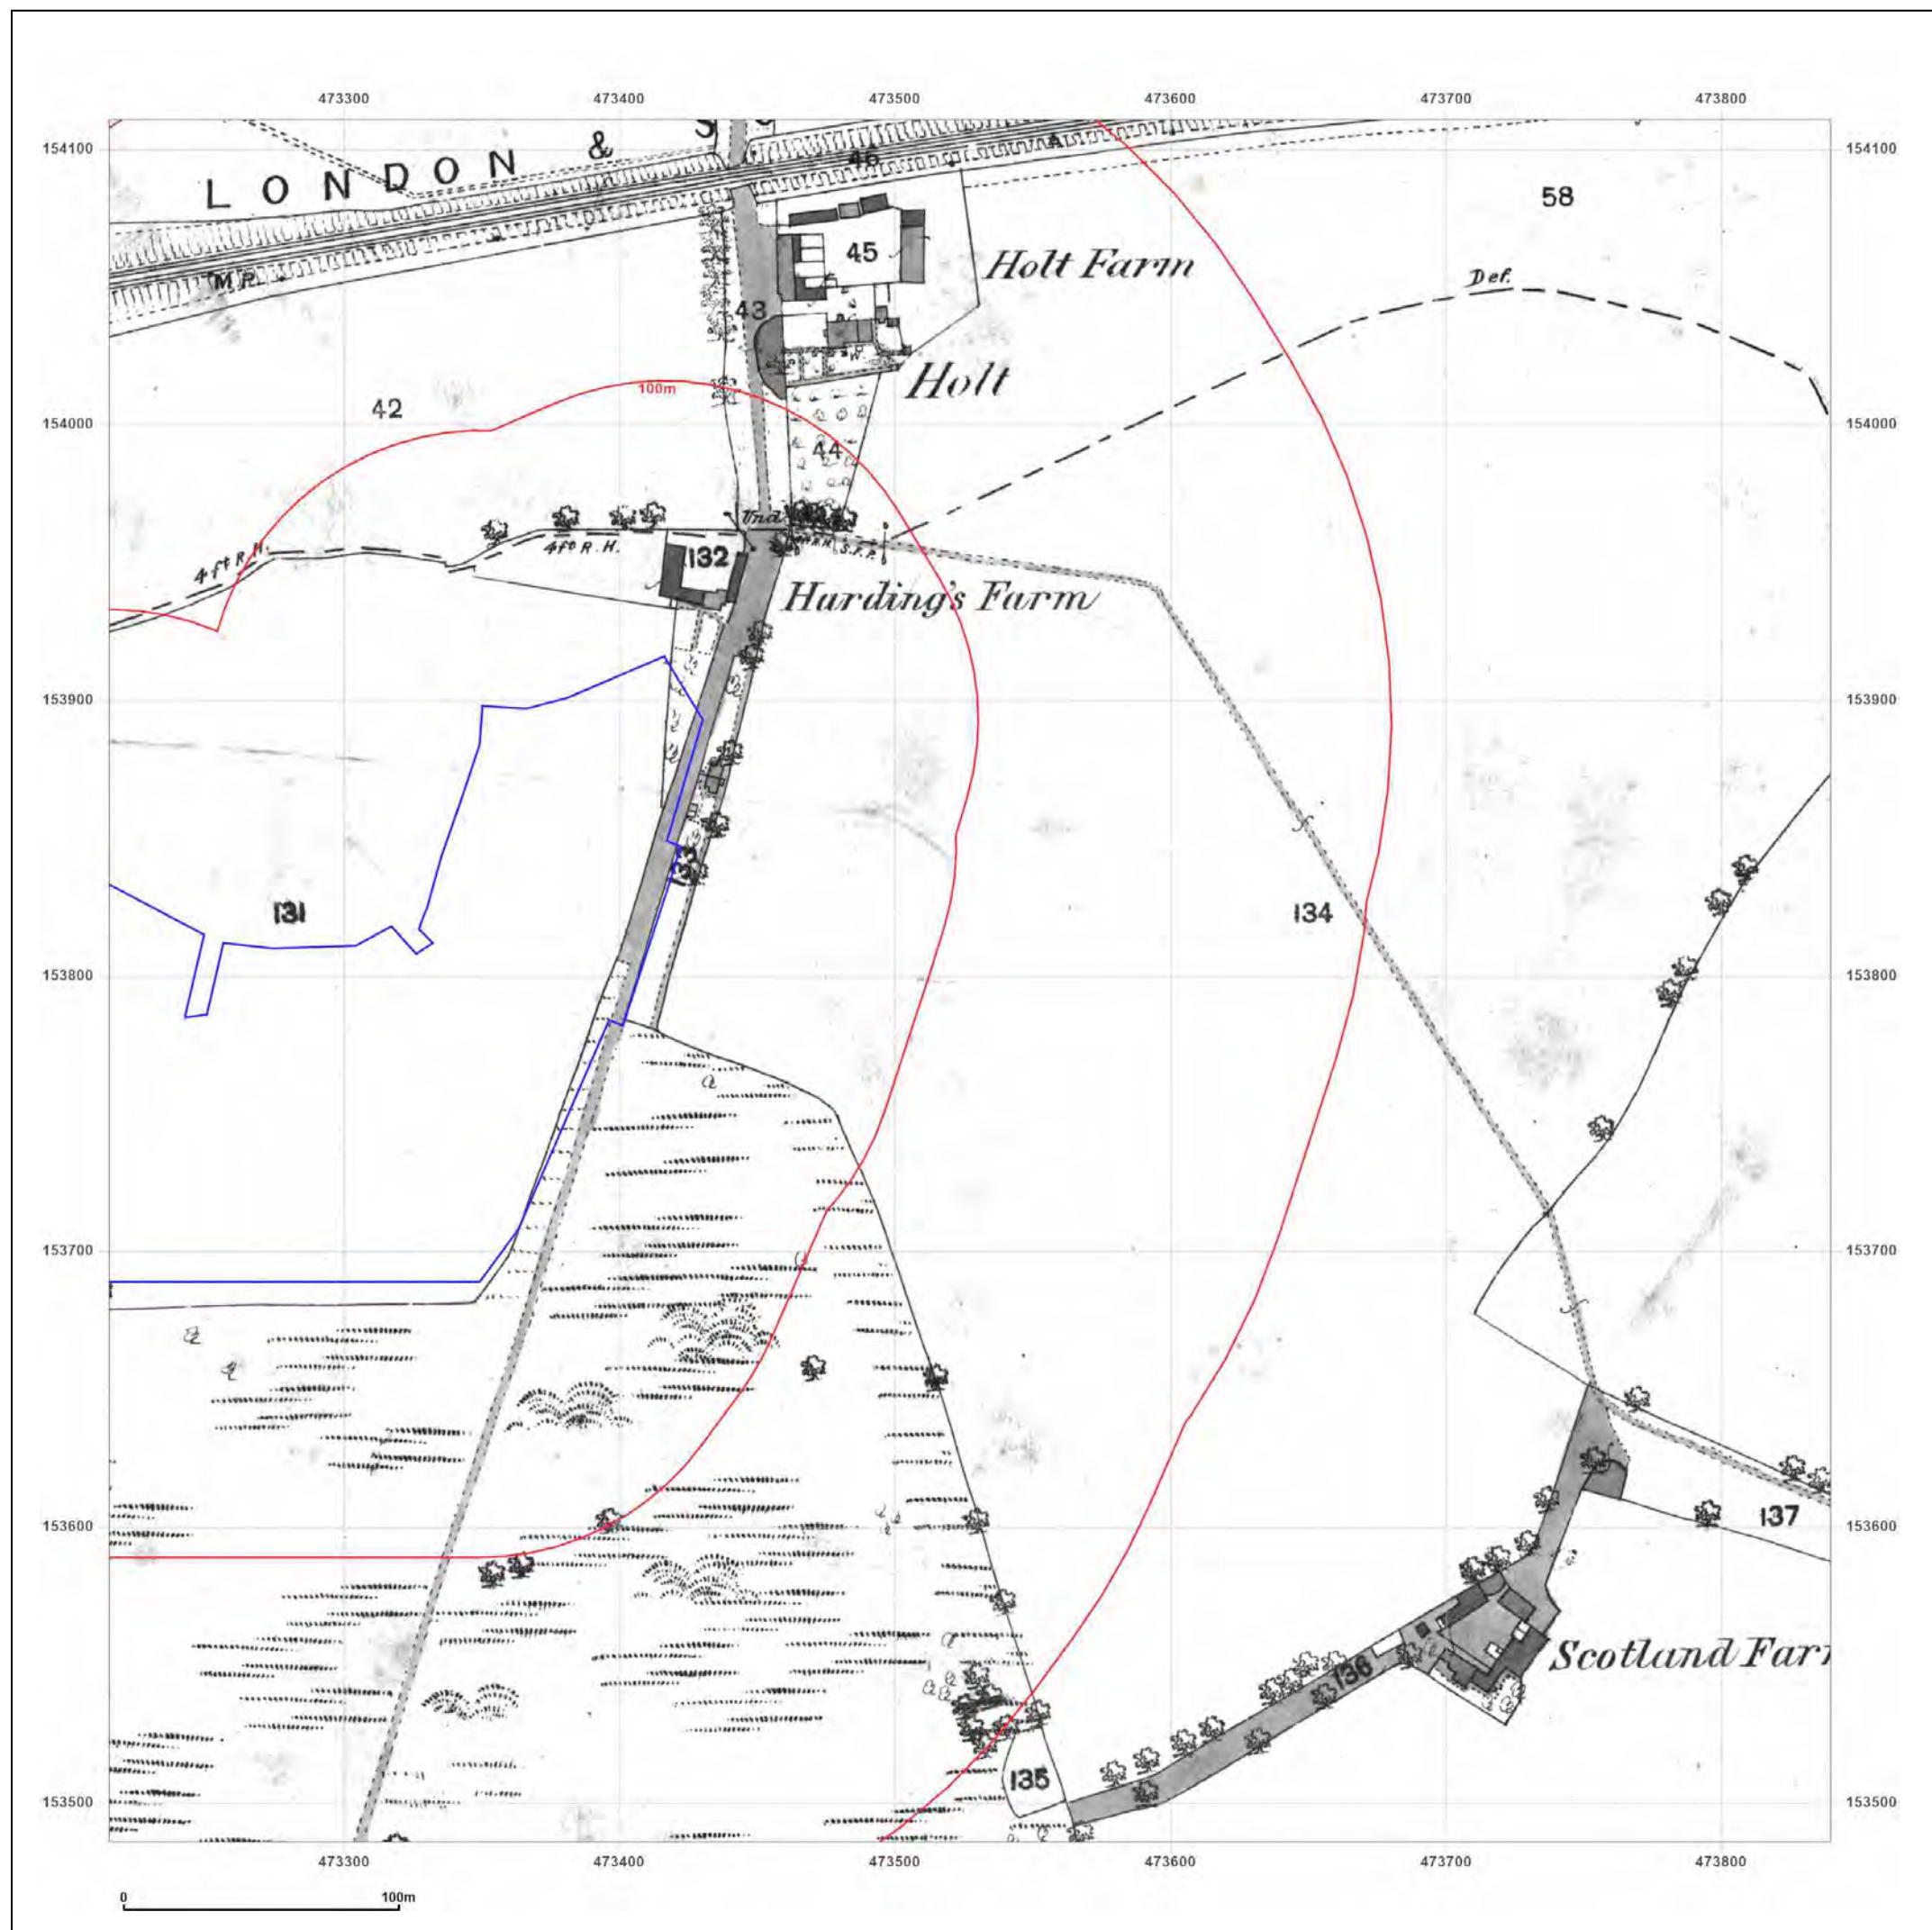 473300 473400 473500 473600 473700 473800
154100 154100
LONDON & S
46
58
M.P.
45
Holt Farm
Def.
43
Holt
100m
42
154000 154000
44
Und.
4ft R.H. 4ft R.H. 132 S.F.P.
Harding's Farm
153900 153900
133
131
134
153800 153800
153700 153700
153600 137 153600
136
Scotland Far
135
153500 153500
473300 473400 473500 473600 473700 473800
0 100m